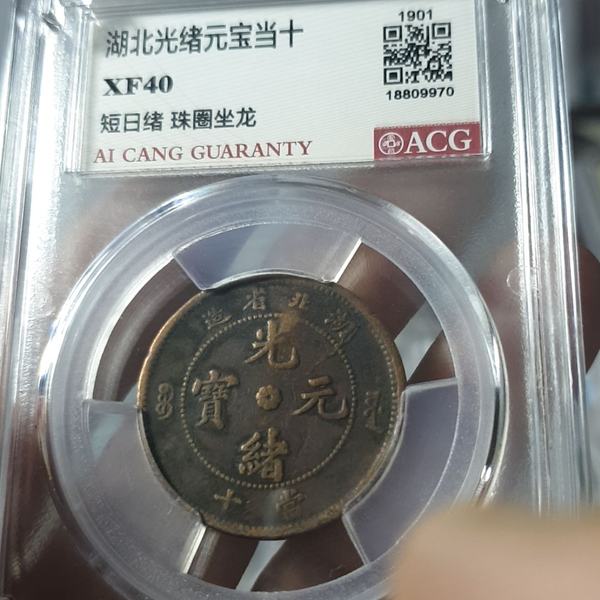 湖北光绪元宝当十
1901
XF40
18809970
短日绪 珠圈坐龙
AI CANG GUARANTY
ACG
湖北省造
光緒元寶
當十